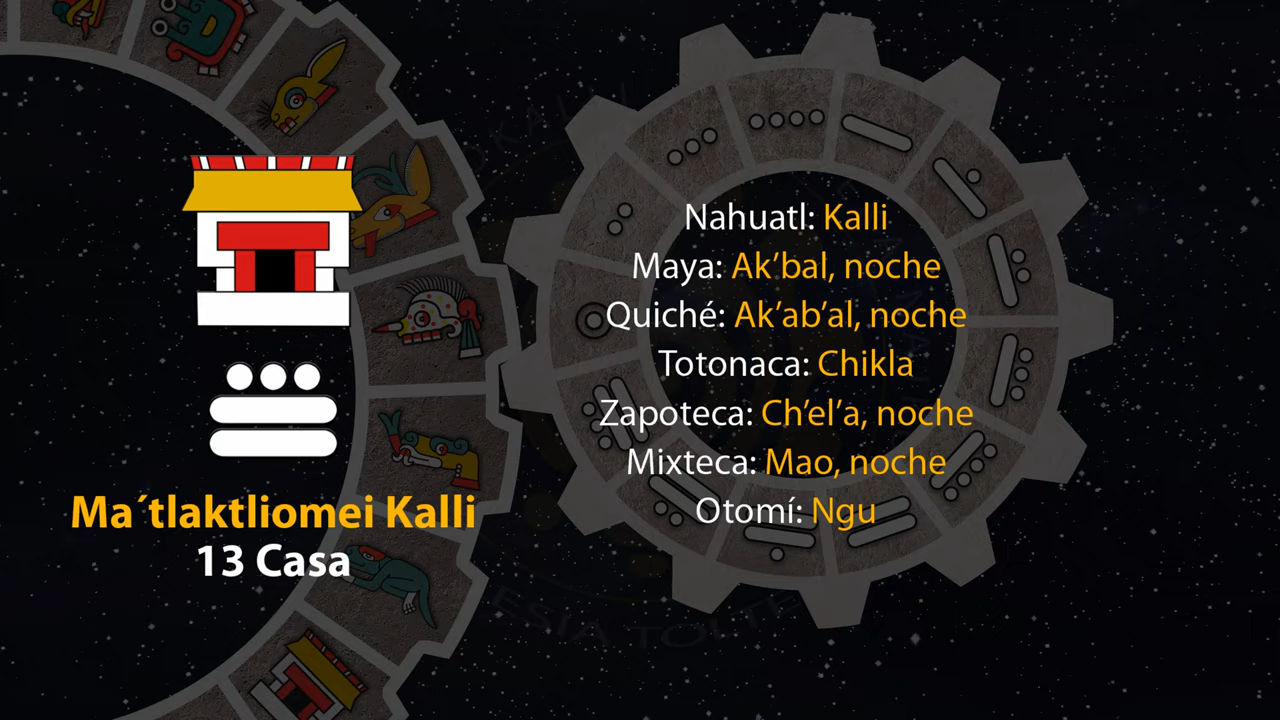 Ma´tlaktliomei Kalli
13 Casa
Nahuatl: Kalli
Maya: Ak’bal, noche
Quiché: Ak’ab’al, noche
Totonaca: Chikla
Zapoteca: Ch’el’a, noche
Mixteca: Mao, noche
Otomí: Ngu